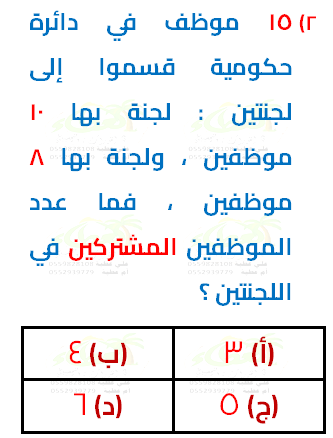 ٢) ١٥ موظف في دائرة
حكومية قسموا إلى
لجنتين : لجنة بها ١٠
موظفين ، ولجنة بها ٨
موظفين ، فما عدد
الموظفين المشتركين في
اللجنتين ؟
(أ) ٣ (ب) ٤
(ج) ٥ (د) ٦